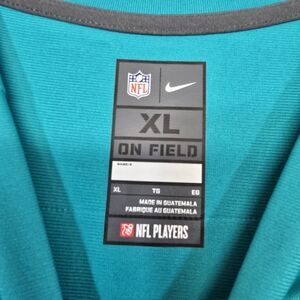 NFL
XL
ON FIELD
XL TG EG
MADE IN GUATEMALA
FABRIQUÉ AU GUATEMALA
NFL PLAYERS